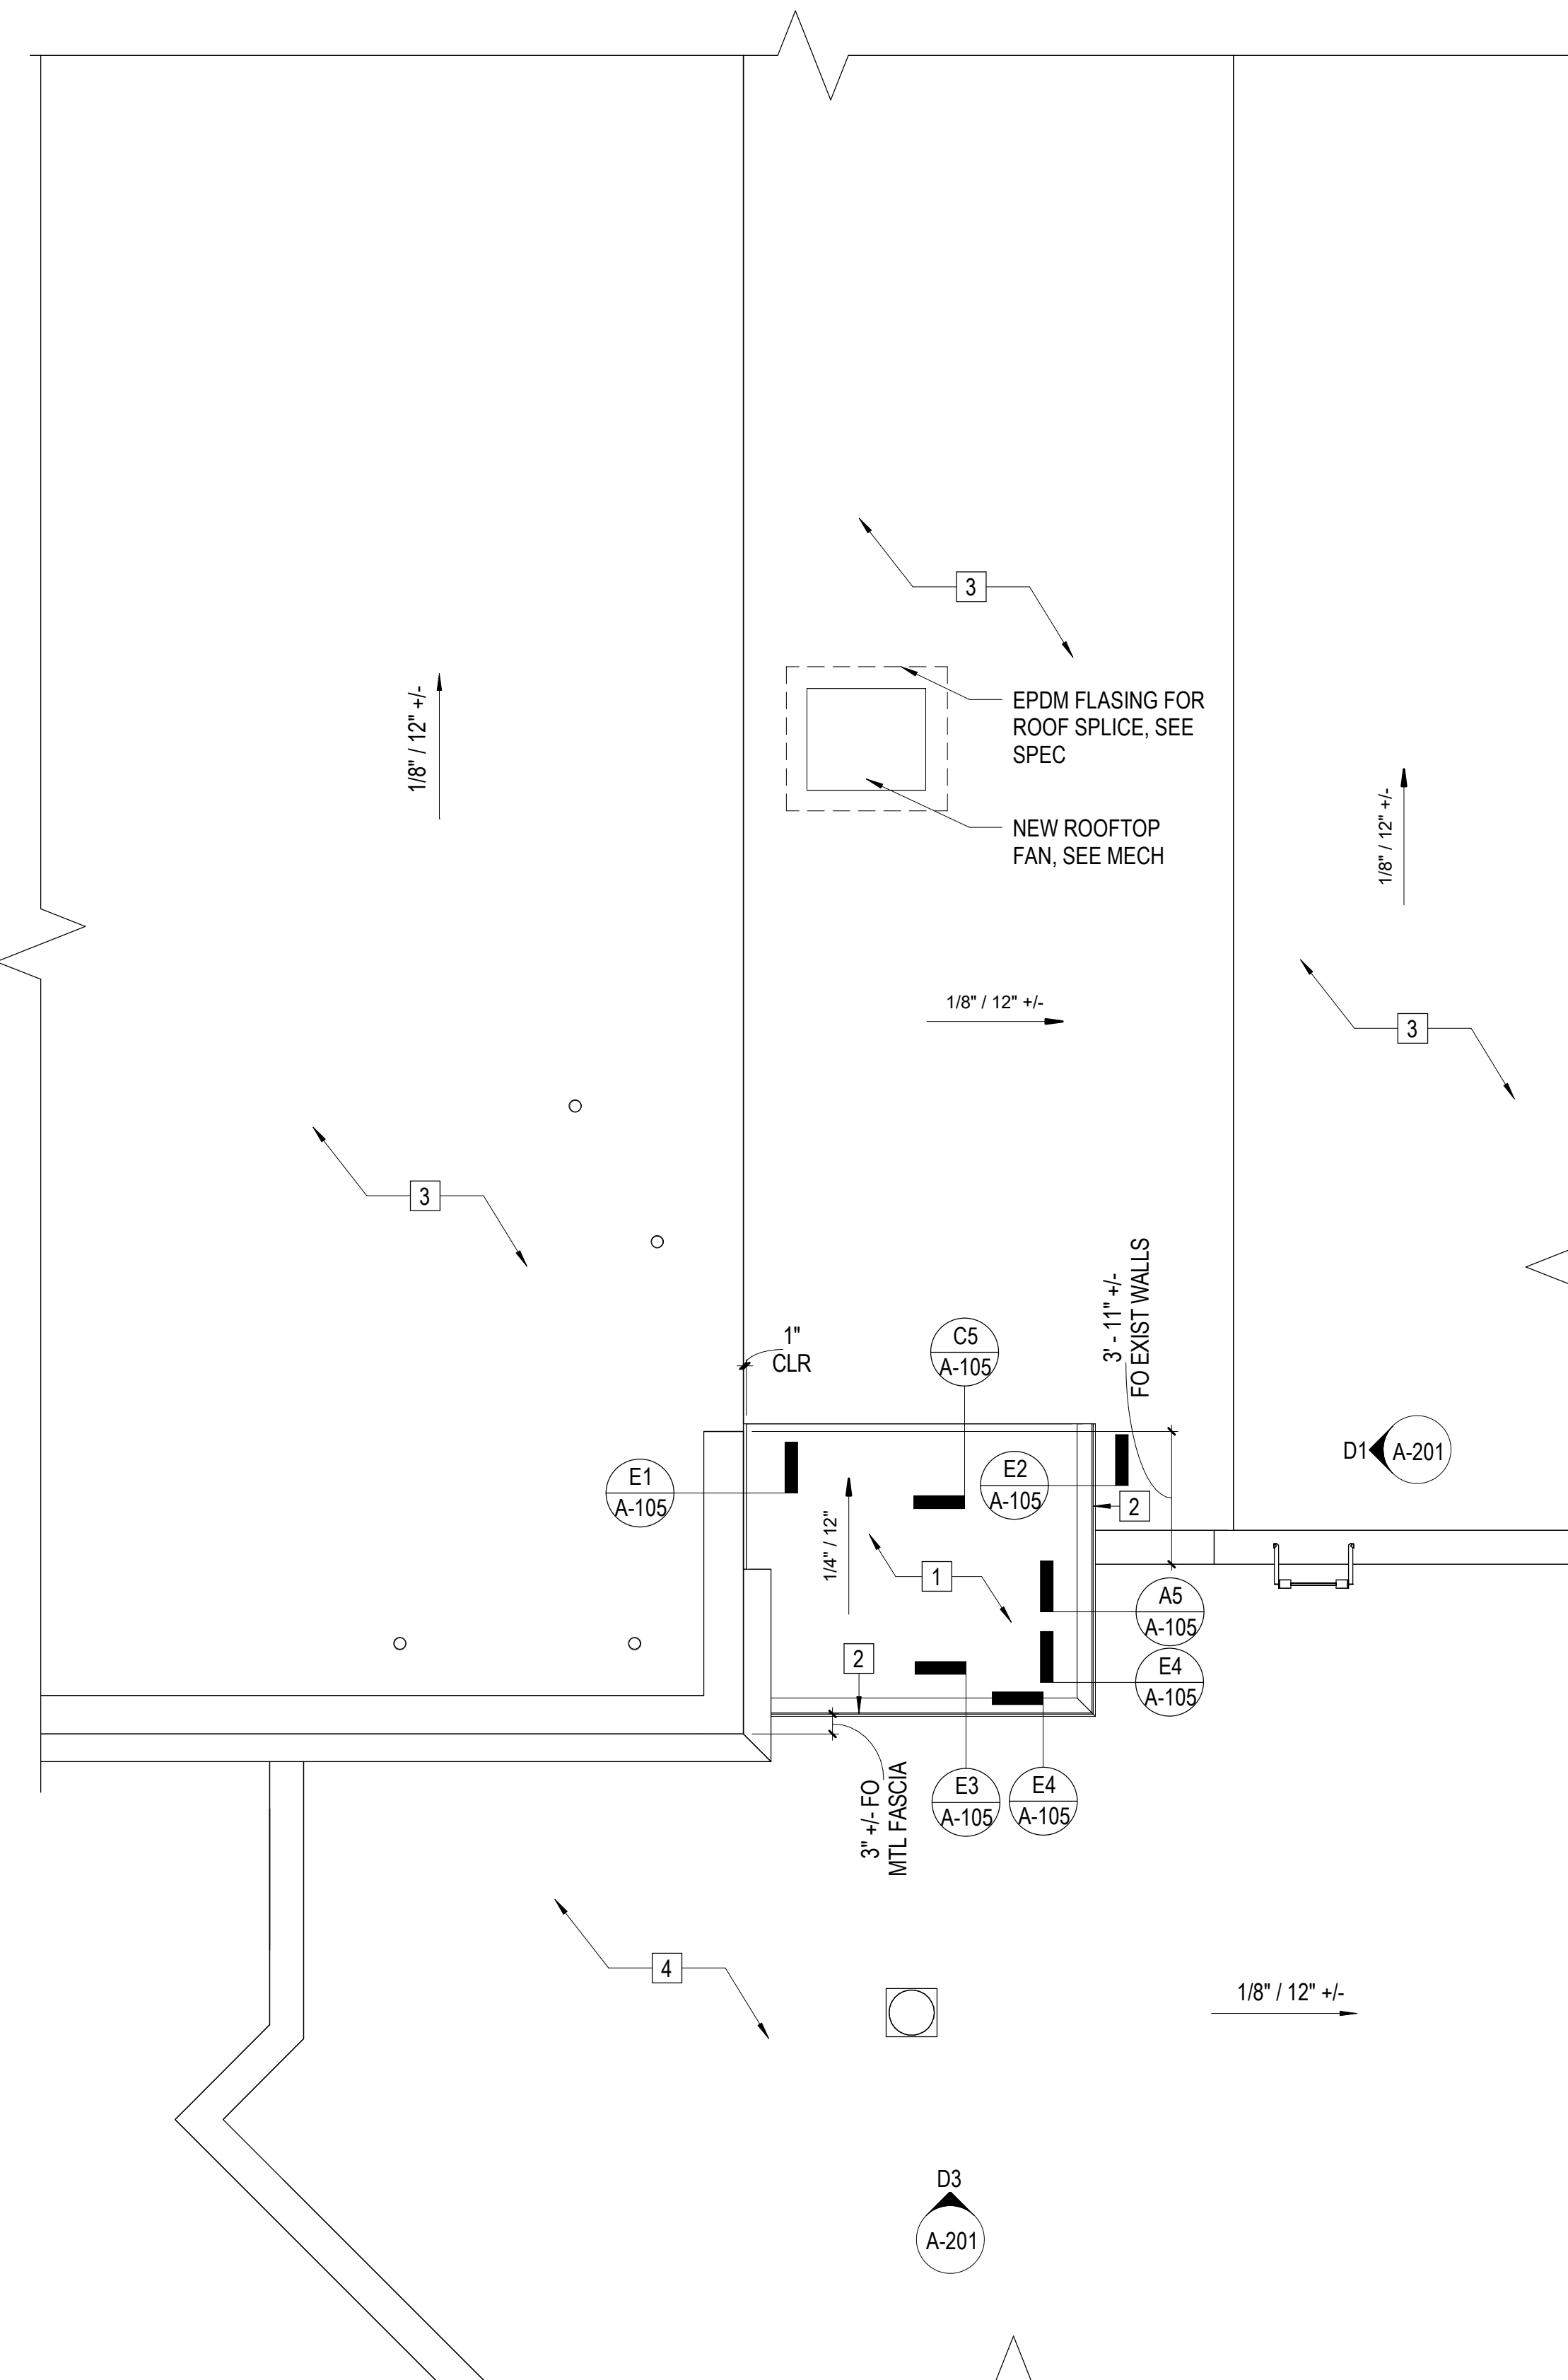 3
EPDM FLASING FOR
ROOF SPLICE, SEE
SPEC
1/8" / 12" +/-
NEW ROOFTOP
FAN, SEE MECH
1/8" / 12" +/-
1/8" / 12" +/-
3
3
1"
CLR
C5
A-105
3' - 11" +/-
FO EXIST WALLS
E1
A-105
E2
A-105
D1
A-201
2
1/4" / 12"
1
A5
A-105
2
E4
A-105
3" +/- FO
MTL FASCIA
E3
A-105
E4
A-105
4
1/8" / 12" +/-
D3
A-201